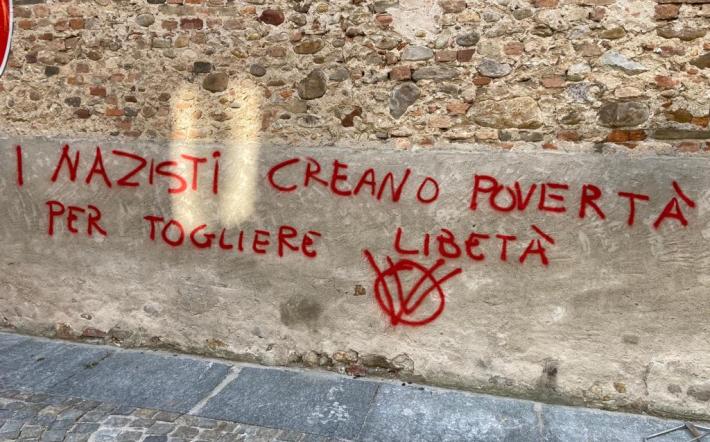 I NAZISTI CREANO POVERTÀ
PER TOGLIERE LIBETÀ